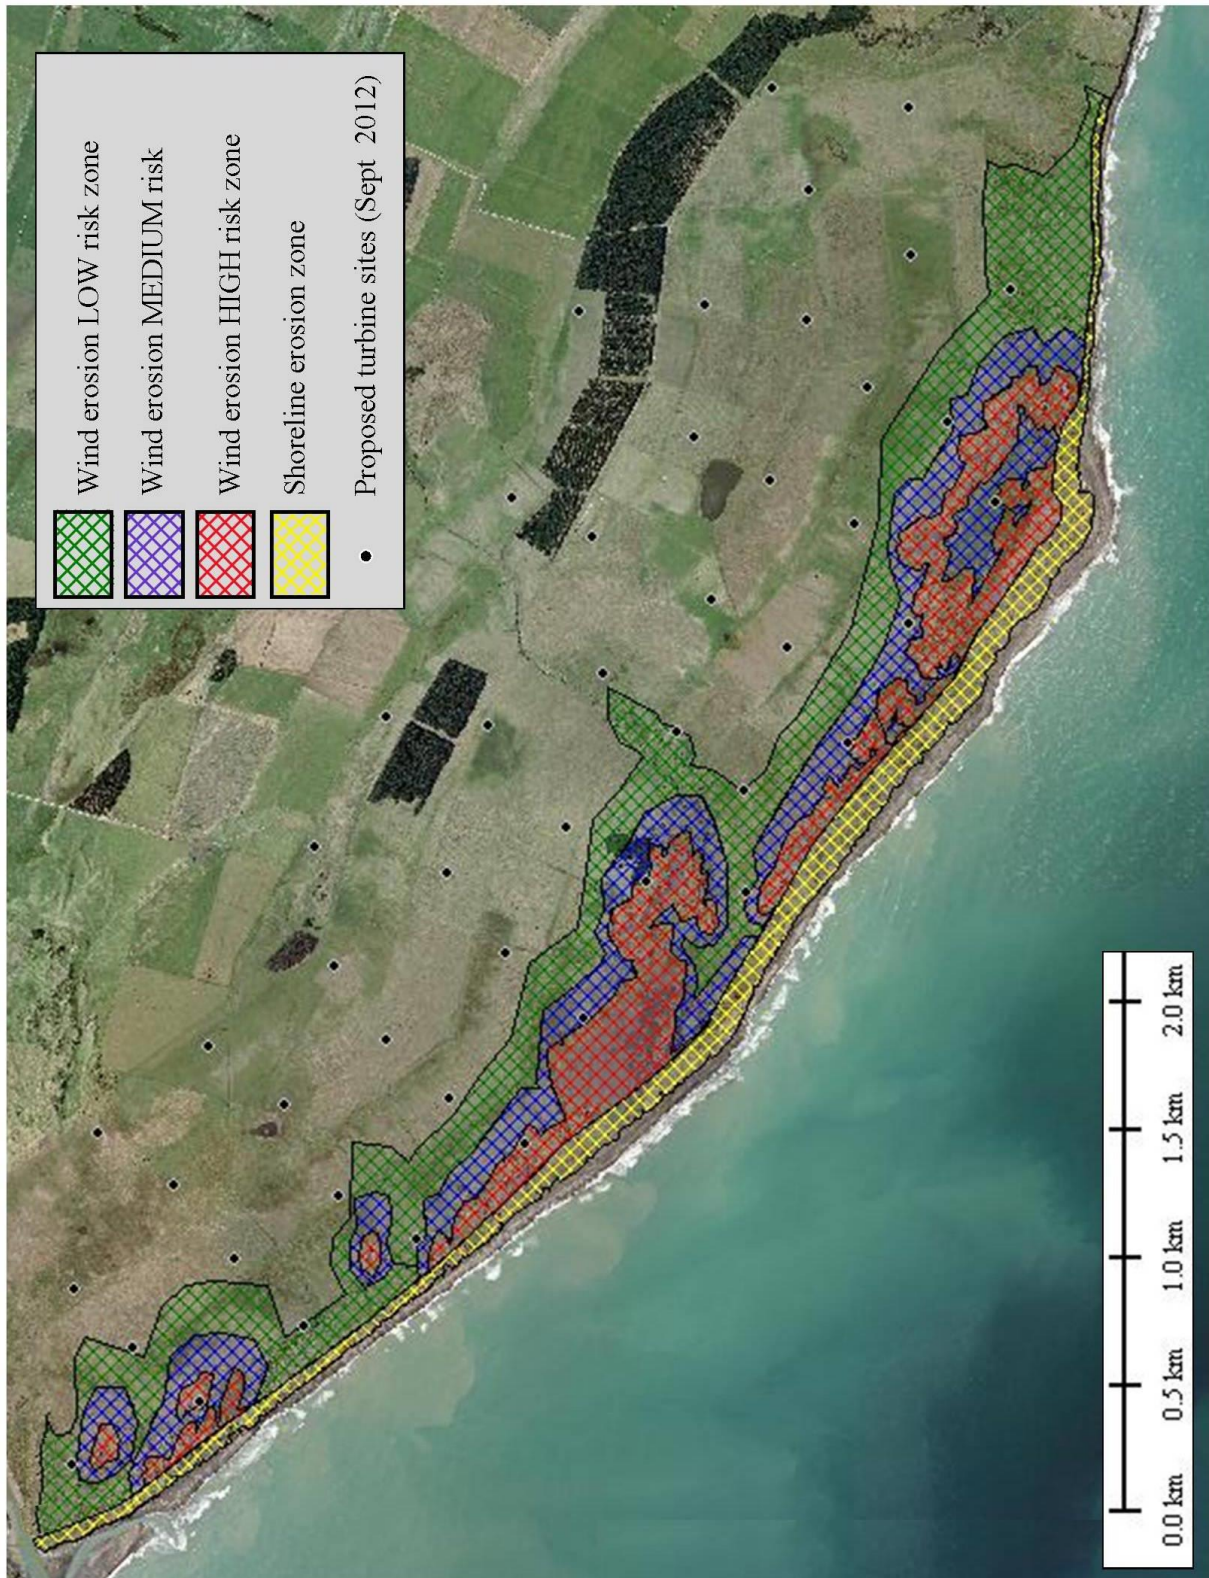 Wind erosion LOW risk zone
Wind erosion MEDIUM risk
Wind erosion HIGH risk zone
Shoreline erosion zone
Proposed turbine sites (Sept 2012)
0.0 km 0.5 km 1.0 km 1.5 km 2.0 km